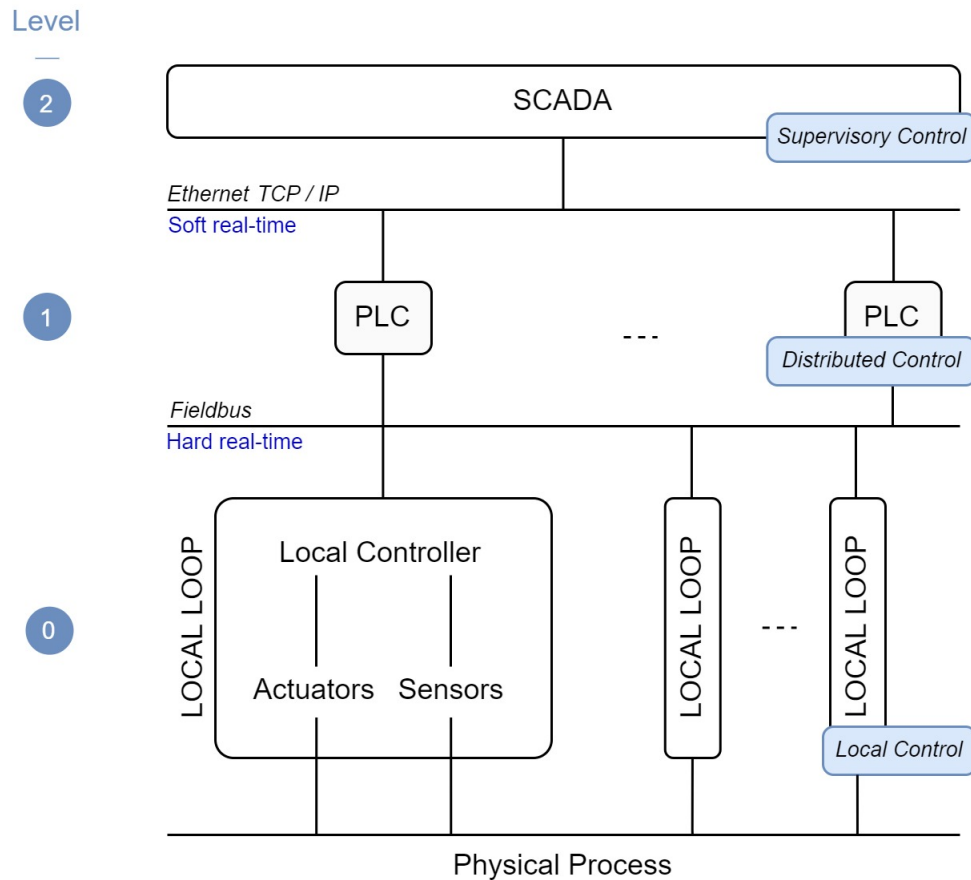 Level
2
SCADA
Supervisory Control
Ethernet TCP / IP
Soft real-time
1
PLC
---
PLC
Distributed Control
Fieldbus
Hard real-time
0
LOCAL LOOP
Local Controller
Actuators
Sensors
LOCAL LOOP
---
LOCAL LOOP
Local Control
Physical Process